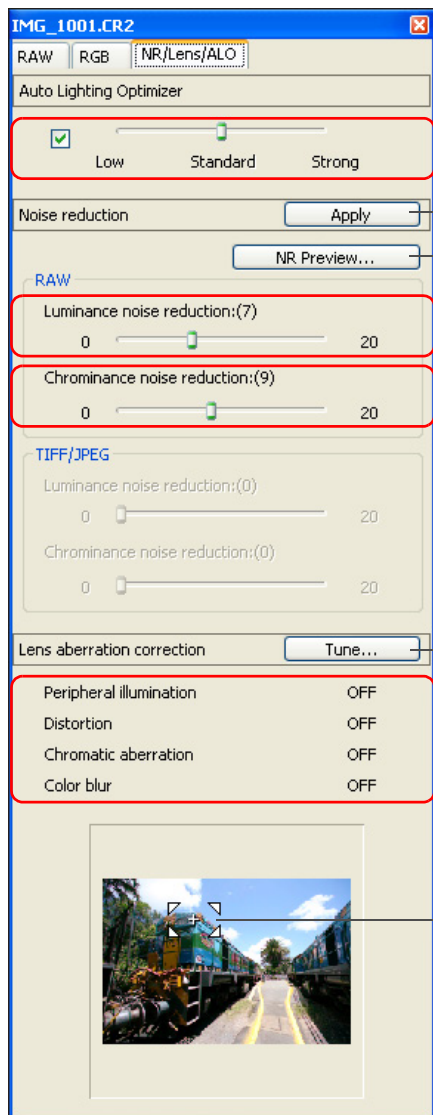 IMG_1001.CR2
RAW RGB NR/Lens/ALO
Auto Lighting Optimizer
Low Standard Strong
Noise reduction Apply
NR Preview...
RAW
Luminance noise reduction:(7)
0 20
Chrominance noise reduction:(9)
0 20
TIFF/JPEG
Luminance noise reduction:(0)
0 20
Chrominance noise reduction:(0)
0 20
Lens aberration correction Tune...
Peripheral illumination OFF
Distortion OFF
Chromatic aberration OFF
Color blur OFF